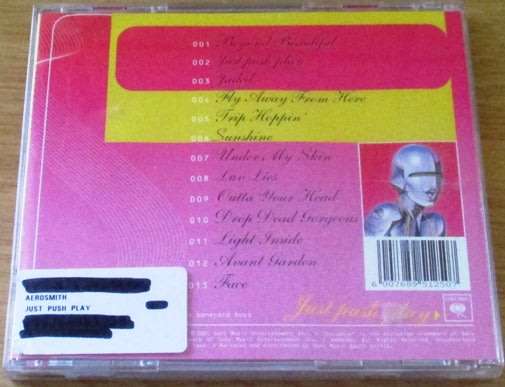 001 Beyond Beautiful
002 Just push play
003 Jaded
004 Fly Away From Here
005 Trip Hoppin'
006 Sunshine
007 Under My Skin
008 Luv Lies
009 Outta Your Head
010 Drop Dead Gorgeous
011 Light Inside
012 Avant Garden
013 Face
AEROSMITH
JUST PUSH PLAY
Just push play